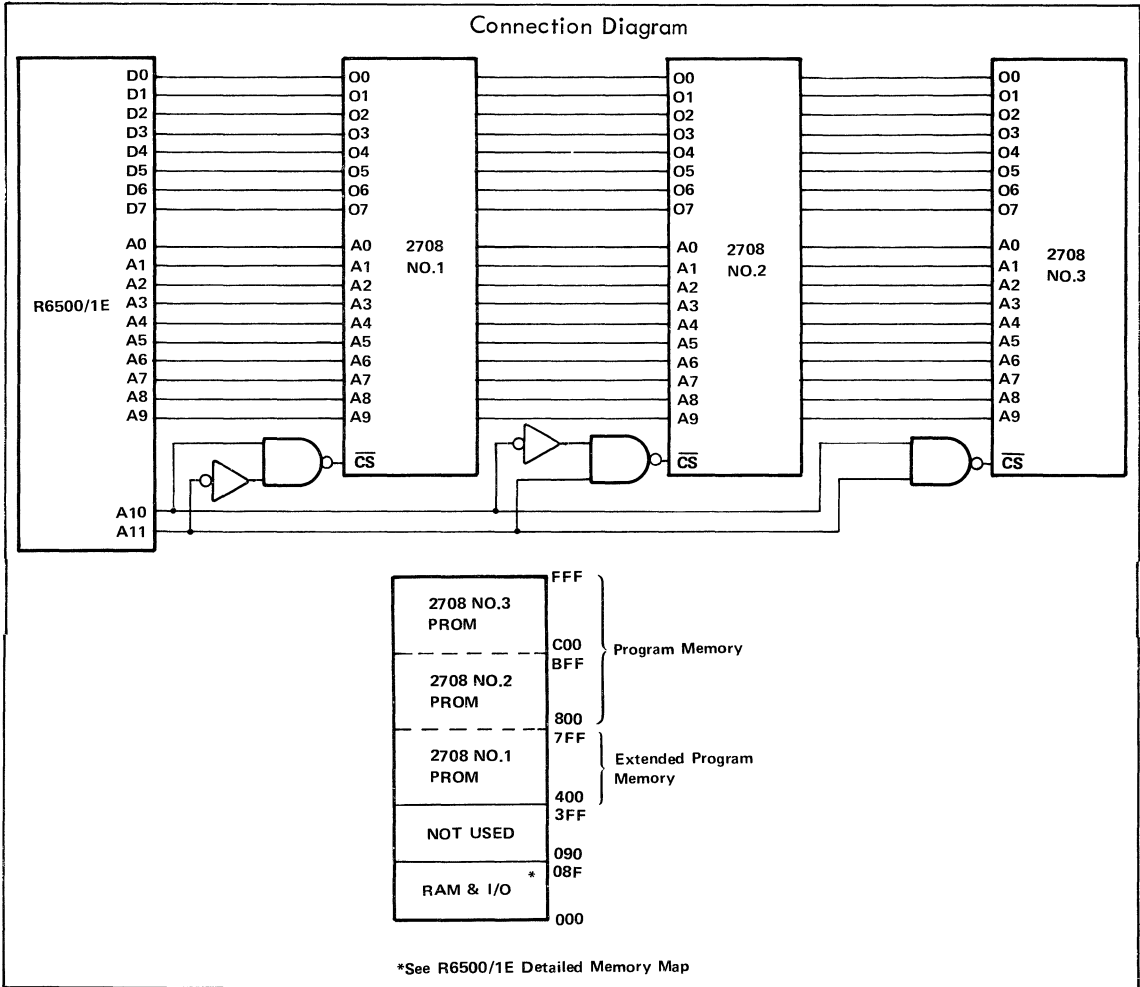 Connection Diagram
R6500/1E
D0
D1
D2
D3
D4
D5
D6
D7
A0
A1
A2
A3
A4
A5
A6
A7
A8
A9
A10
A11
O0
O1
O2
O3
O4
O5
O6
O7
A0
A1
A2
A3
A4
A5
A6
A7
A8
A9
CS
2708
NO.1
O0
O1
O2
O3
O4
O5
O6
O7
A0
A1
A2
A3
A4
A5
A6
A7
A8
A9
CS
2708
NO.2
O0
O1
O2
O3
O4
O5
O6
O7
A0
A1
A2
A3
A4
A5
A6
A7
A8
A9
CS
2708
NO.3
FFF
2708 NO.3
PROM
C00
Program Memory
BFF
2708 NO.2
PROM
800
7FF
2708 NO.1
PROM
Extended Program
Memory
400
3FF
NOT USED
090
08F
RAM & I/O *
000
*See R6500/1E Detailed Memory Map